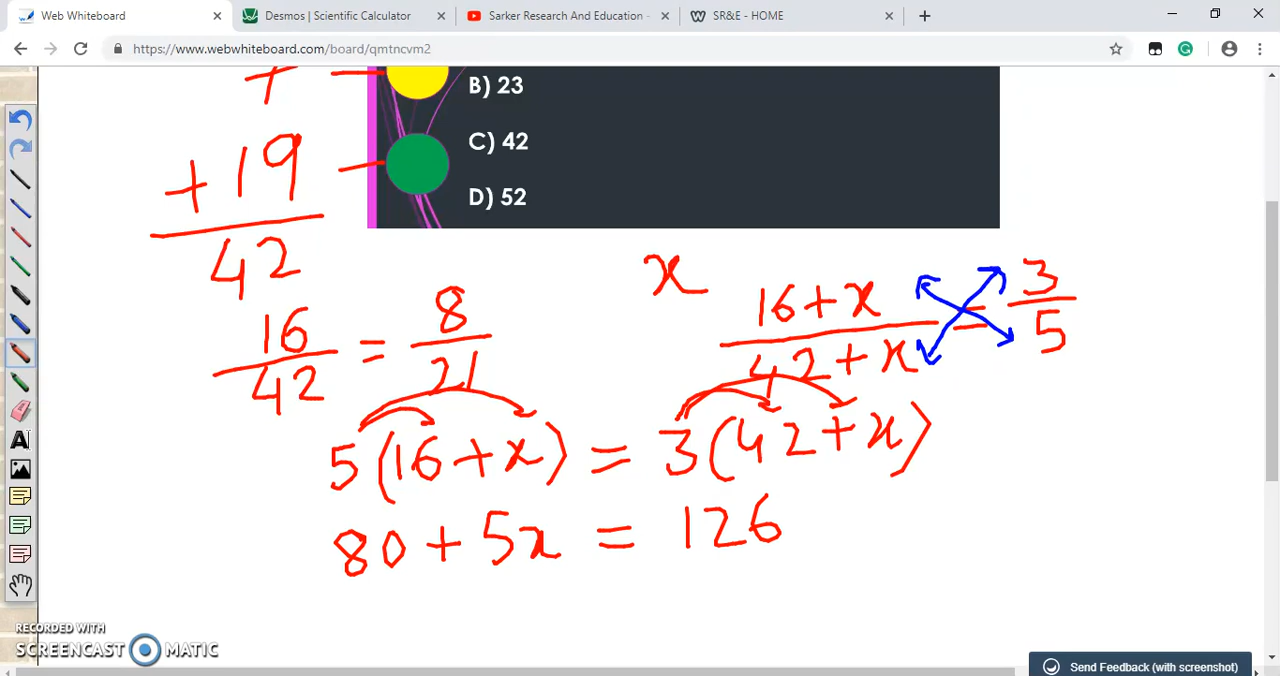 Web Whiteboard
Desmos | Scientific Calculator
Sarker Research And Education -
SR&E - HOME
https://www.webwhiteboard.com/board/qmtncvm2
B) 23
C) 42
D) 52
+ 19
42
16/42 = 8/21
x
(16+x)/(42+x) = 3/5
5(16+x) = 3(42+x)
80 + 5x = 126
A
RECORDED WITH
SCREENCAST MATIC
Send Feedback (with screenshot)